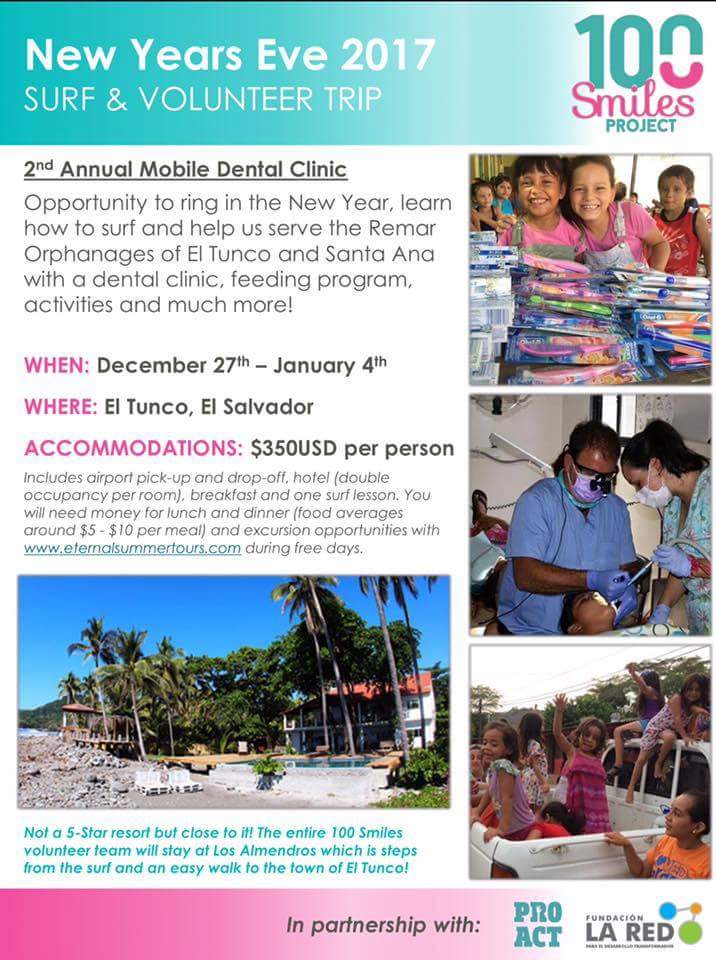 New Years Eve 2017
SURF & VOLUNTEER TRIP
100
Smiles
PROJECT
2nd Annual Mobile Dental Clinic
Opportunity to ring in the New Year, learn
how to surf and help us serve the Remar
Orphanages of El Tunco and Santa Ana
with a dental clinic, feeding program,
activities and much more!
WHEN: December 27th – January 4th
WHERE: El Tunco, El Salvador
ACCOMMODATIONS: $350USD per person
Includes airport pick-up and drop-off, hotel (double
occupancy per room), breakfast and one surf lesson. You
will need money for lunch and dinner (food averages
around $5 - $10 per meal) and excursion opportunities with
www.eternalsummertours.com during free days.
Not a 5-Star resort but close to it! The entire 100 Smiles
volunteer team will stay at Los Almendros which is steps
from the surf and an easy walk to the town of El Tunco!
In partnership with:
PRO
ACT
FUNDACIÓN
LA RED
PARA EL DESARROLLO TRANSFORMADOR